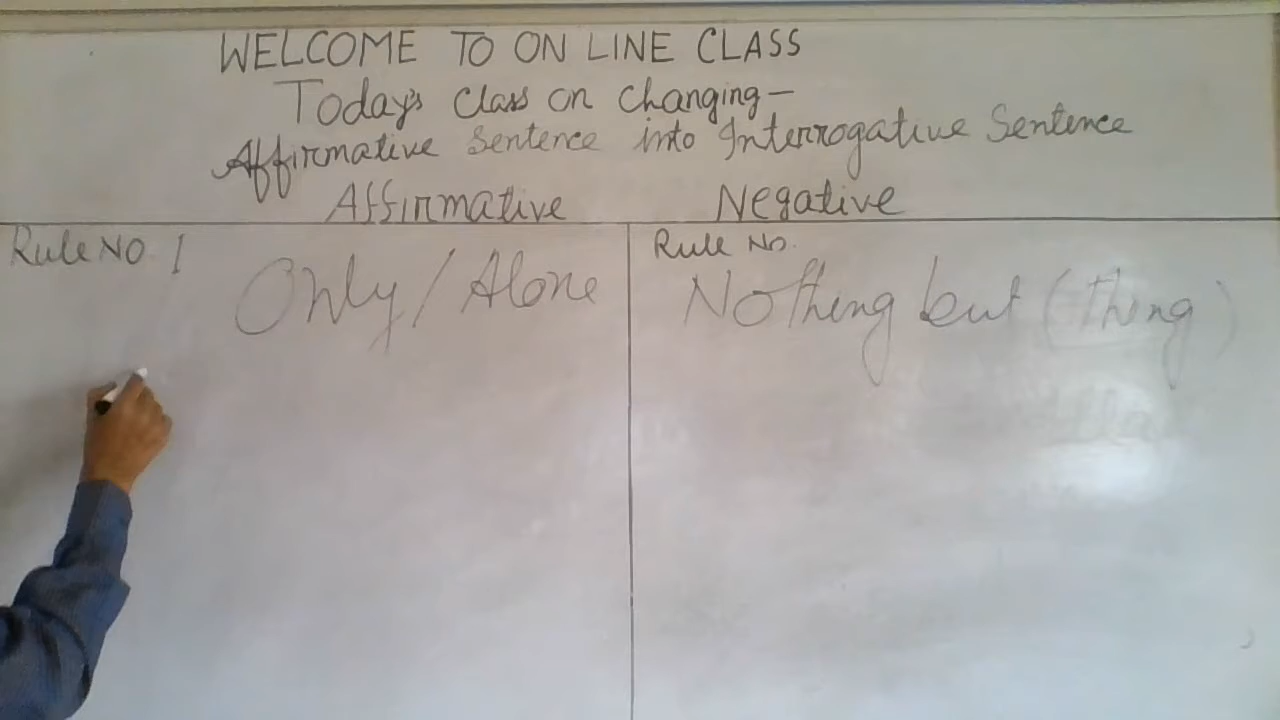 WELCOME TO ON LINE CLASS
Today's Class on changing—
Affirmative Sentence into Interrogative Sentence
Affirmative Negative
Rule NO 1
Only / Alone
Rule No.
Nothing but (thing)